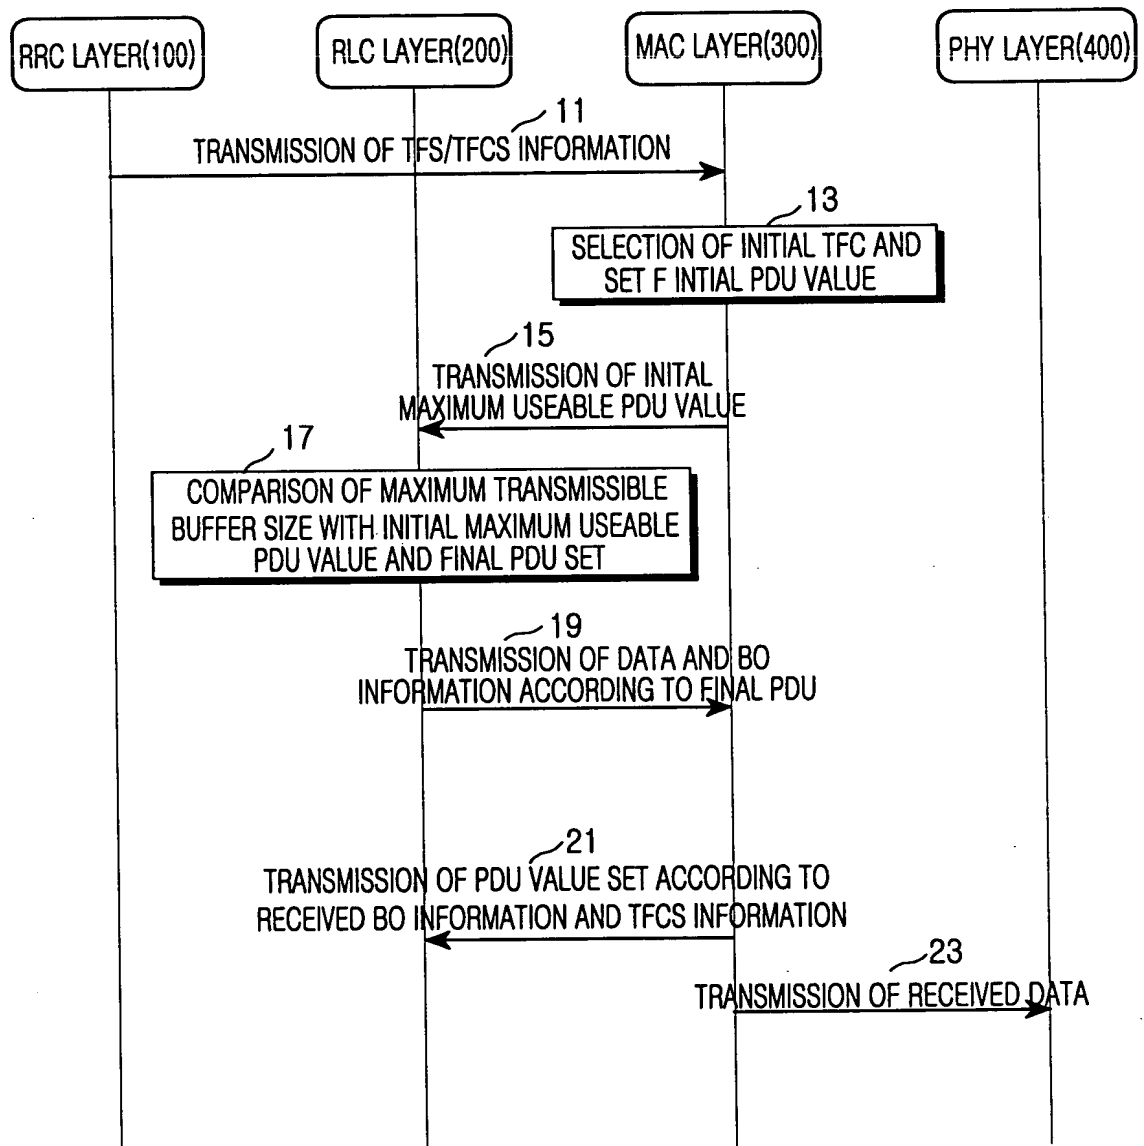 RRC LAYER(100)
RLC LAYER(200)
MAC LAYER(300)
PHY LAYER(400)
11
TRANSMISSION OF TFS/TFCS INFORMATION
13
SELECTION OF INITIAL TFC AND
SET F INTIAL PDU VALUE
15
TRANSMISSION OF INITAL
MAXIMUM USEABLE PDU VALUE
17
COMPARISON OF MAXIMUM TRANSMISSIBLE
BUFFER SIZE WITH INITIAL MAXIMUM USEABLE
PDU VALUE AND FINAL PDU SET
19
TRANSMISSION OF DATA AND BO
INFORMATION ACCORDING TO FINAL PDU
21
TRANSMISSION OF PDU VALUE SET ACCORDING TO
RECEIVED BO INFORMATION AND TFCS INFORMATION
23
TRANSMISSION OF RECEIVED DATA